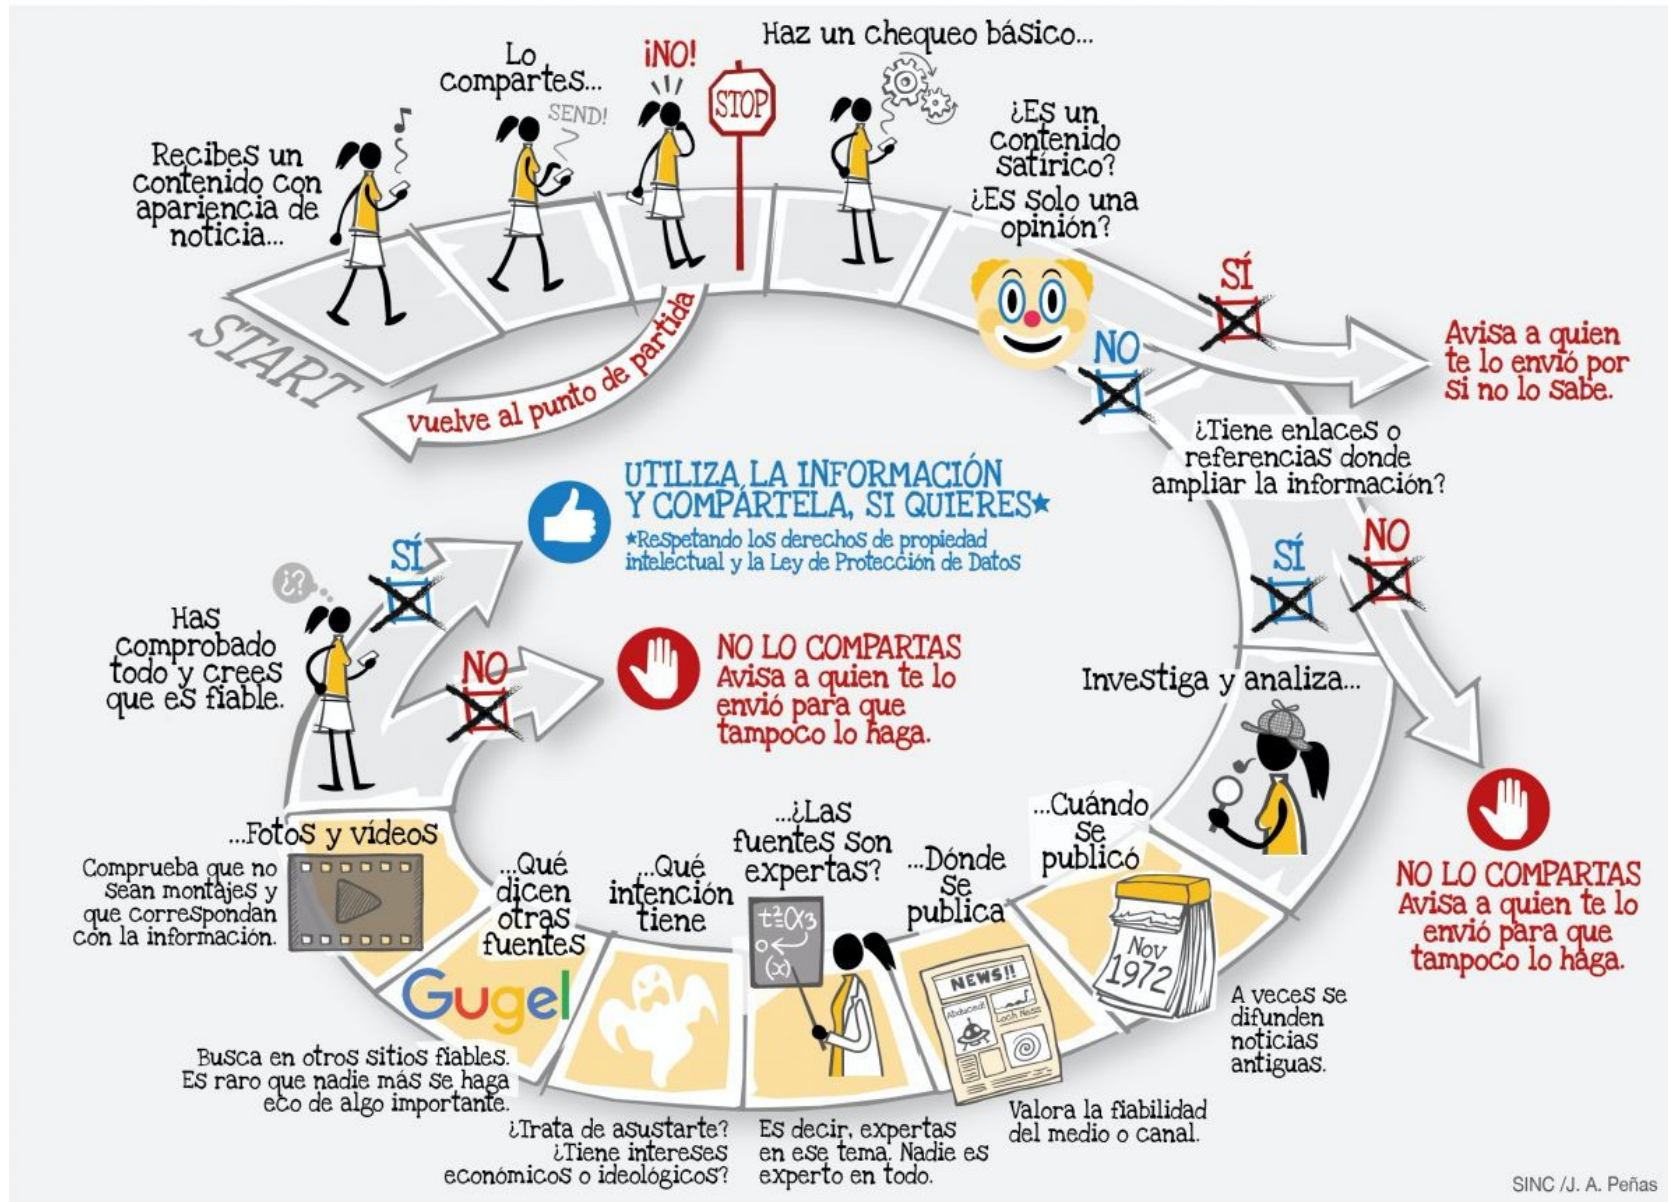 Recibes un
contenido con
apariencia de
noticia...
START
Lo
compartes...
SEND!
¡NO!
STOP
vuelve al punto de partida
Haz un chequeo básico...
¿Es un
contenido
satírico?
¿Es solo una
opinión?
SÍ
Avisa a quien
te lo envió por
si no lo sabe.
NO
¿Tiene enlaces o
referencias donde
ampliar la información?
SÍ
NO
NO LO COMPARTAS
Avisa a quien te lo
envió para que
tampoco lo haga.
Investiga y analiza...
...Cuándo
se
publicó
Nov
1972
A veces se
difunden
noticias
antiguas.
...Dónde
se
publica
NEWS!!
Abduced!
Loch Ness
Valora la fiabilidad
del medio o canal.
...¿Las
fuentes son
expertas?
Es decir, expertas
en ese tema. Nadie es
experto en todo.
...Qué
intención
tiene
¿Trata de asustarte?
¿Tiene intereses
económicos o ideológicos?
...Qué
dicen
otras
fuentes
Gugel
Busca en otros sitios fiables.
Es raro que nadie más se haga
eco de algo importante.
...Fotos y vídeos
Comprueba que no
sean montajes y
que correspondan
con la información.
Has
comprobado
todo y crees
que es fiable.
¿?
SÍ
UTILIZA LA INFORMACIÓN
Y COMPÁRTELA, SI QUIERES★
★Respetando los derechos de propiedad
intelectual y la Ley de Protección de Datos
NO
NO LO COMPARTAS
Avisa a quien te lo
envió para que
tampoco lo haga.
SINC /J. A. Peñas